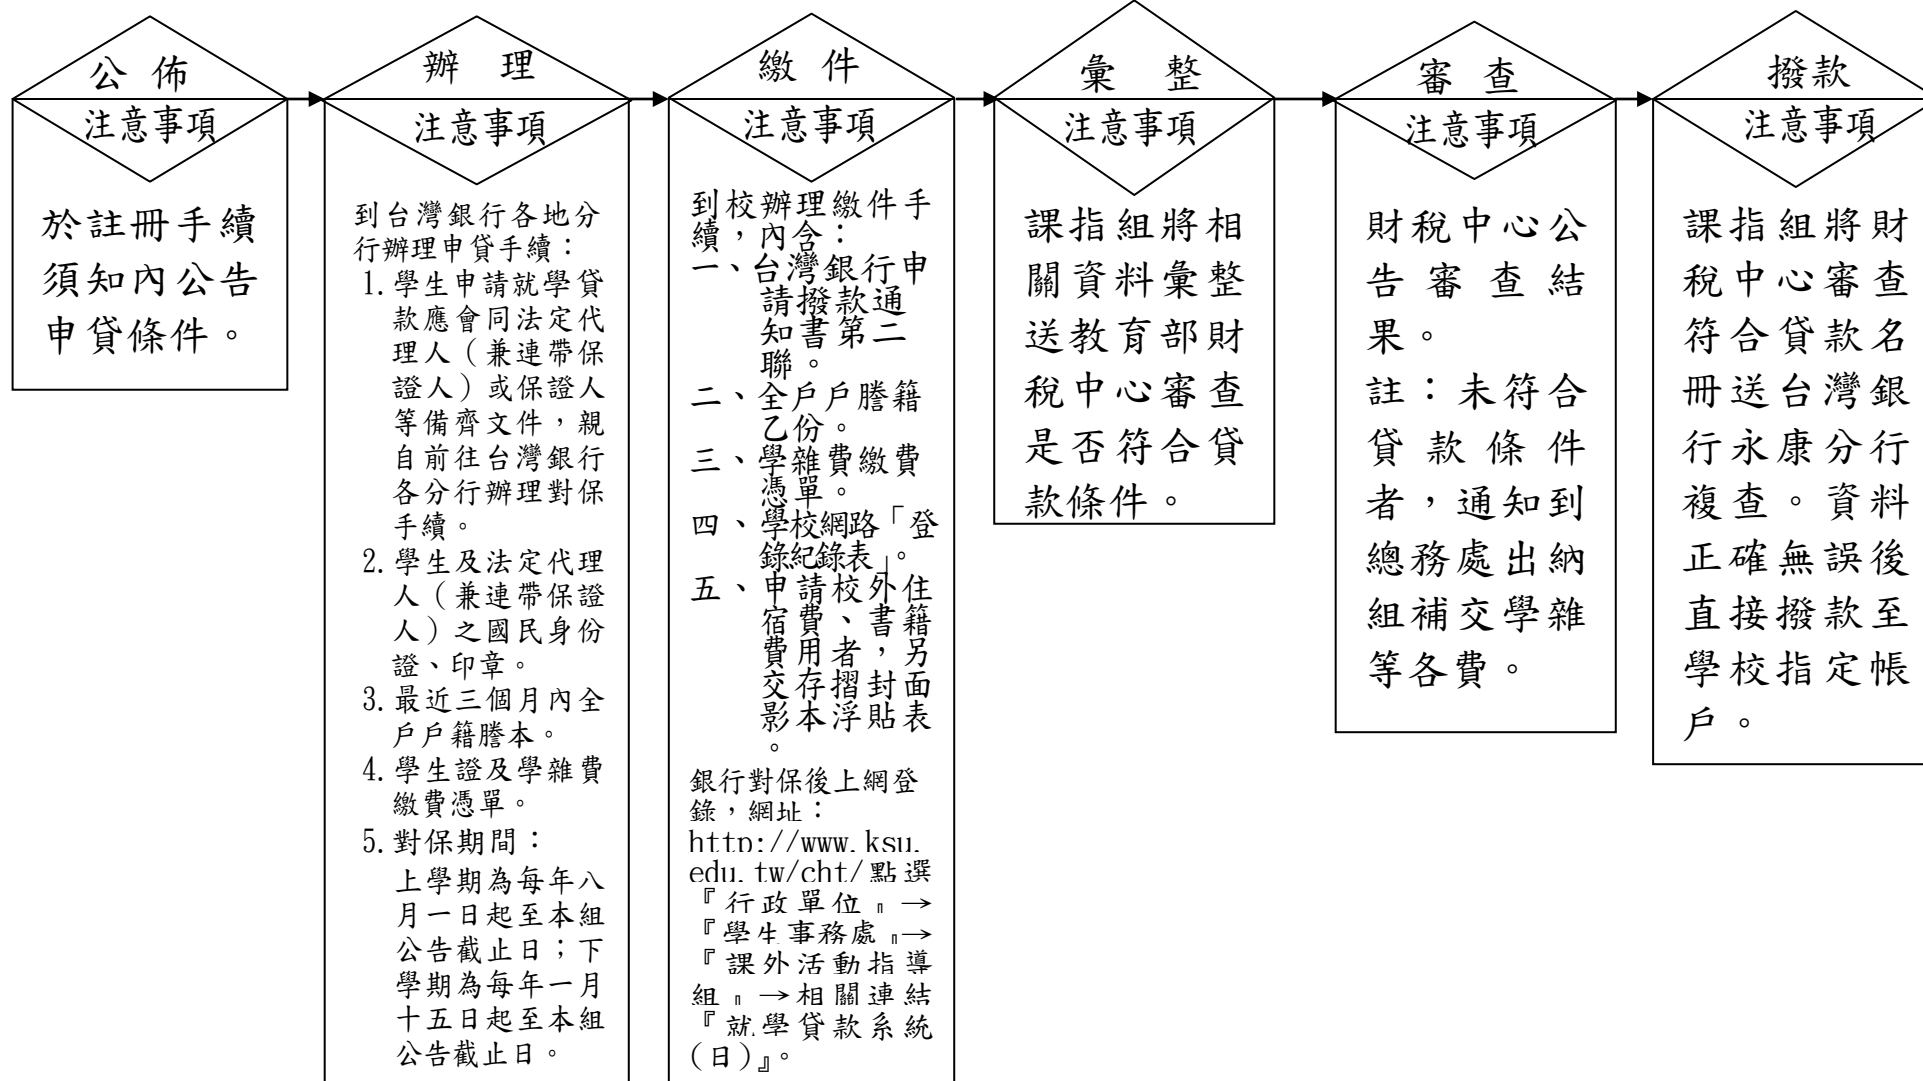 公佈
注意事項
於註冊手續
須知內公告
申貸條件。
辦理
注意事項
到台灣銀行各地分
行辦理申貸手續：
1.學生申請就學貸
款應會同法定代
理人（兼連帶保
證人）或保證人
等備齊文件，親
自前往台灣銀行
各分行辦理對保
手續。
2.學生及法定代理
人（兼連帶保證
人）之國民身份
證、印章。
3.最近三個月內全
戶戶籍謄本。
4.學生證及學雜費
繳費憑單。
5.對保期間：
上學期為每年八
月一日起至本組
公告截止日；下
學期為每年一月
十五日起至本組
公告截止日。
繳件
注意事項
到校辦理繳件手
續，內含：
一、台灣銀行申
請撥款通
知書第二
聯。
二、全戶戶謄籍
乙份。
三、學雜費繳費
憑單。
四、學校網路「登
錄紀錄表」。
五、申請校外住
宿費、書籍
費用者，另
交存摺封面
影本浮貼表
。
銀行對保後上網登
錄，網址：
http://www.ksu.
edu.tw/cht/點選
『行政單位』→
『學生事務處』→
『課外活動指導
組』→相關連結
『就學貸款系統
(日)』。
彙整
注意事項
課指組將相
關資料彙整
送教育部財
稅中心審查
是否符合貸
款條件。
審查
注意事項
財稅中心公
告審查結
果。
註：未符合
貸款條件
者，通知到
總務處出納
組補交學雜
等各費。
撥款
注意事項
課指組將財
稅中心審查
符合貸款名
冊送台灣銀
行永康分行
複查。資料
正確無誤後
直接撥款至
學校指定帳
戶。